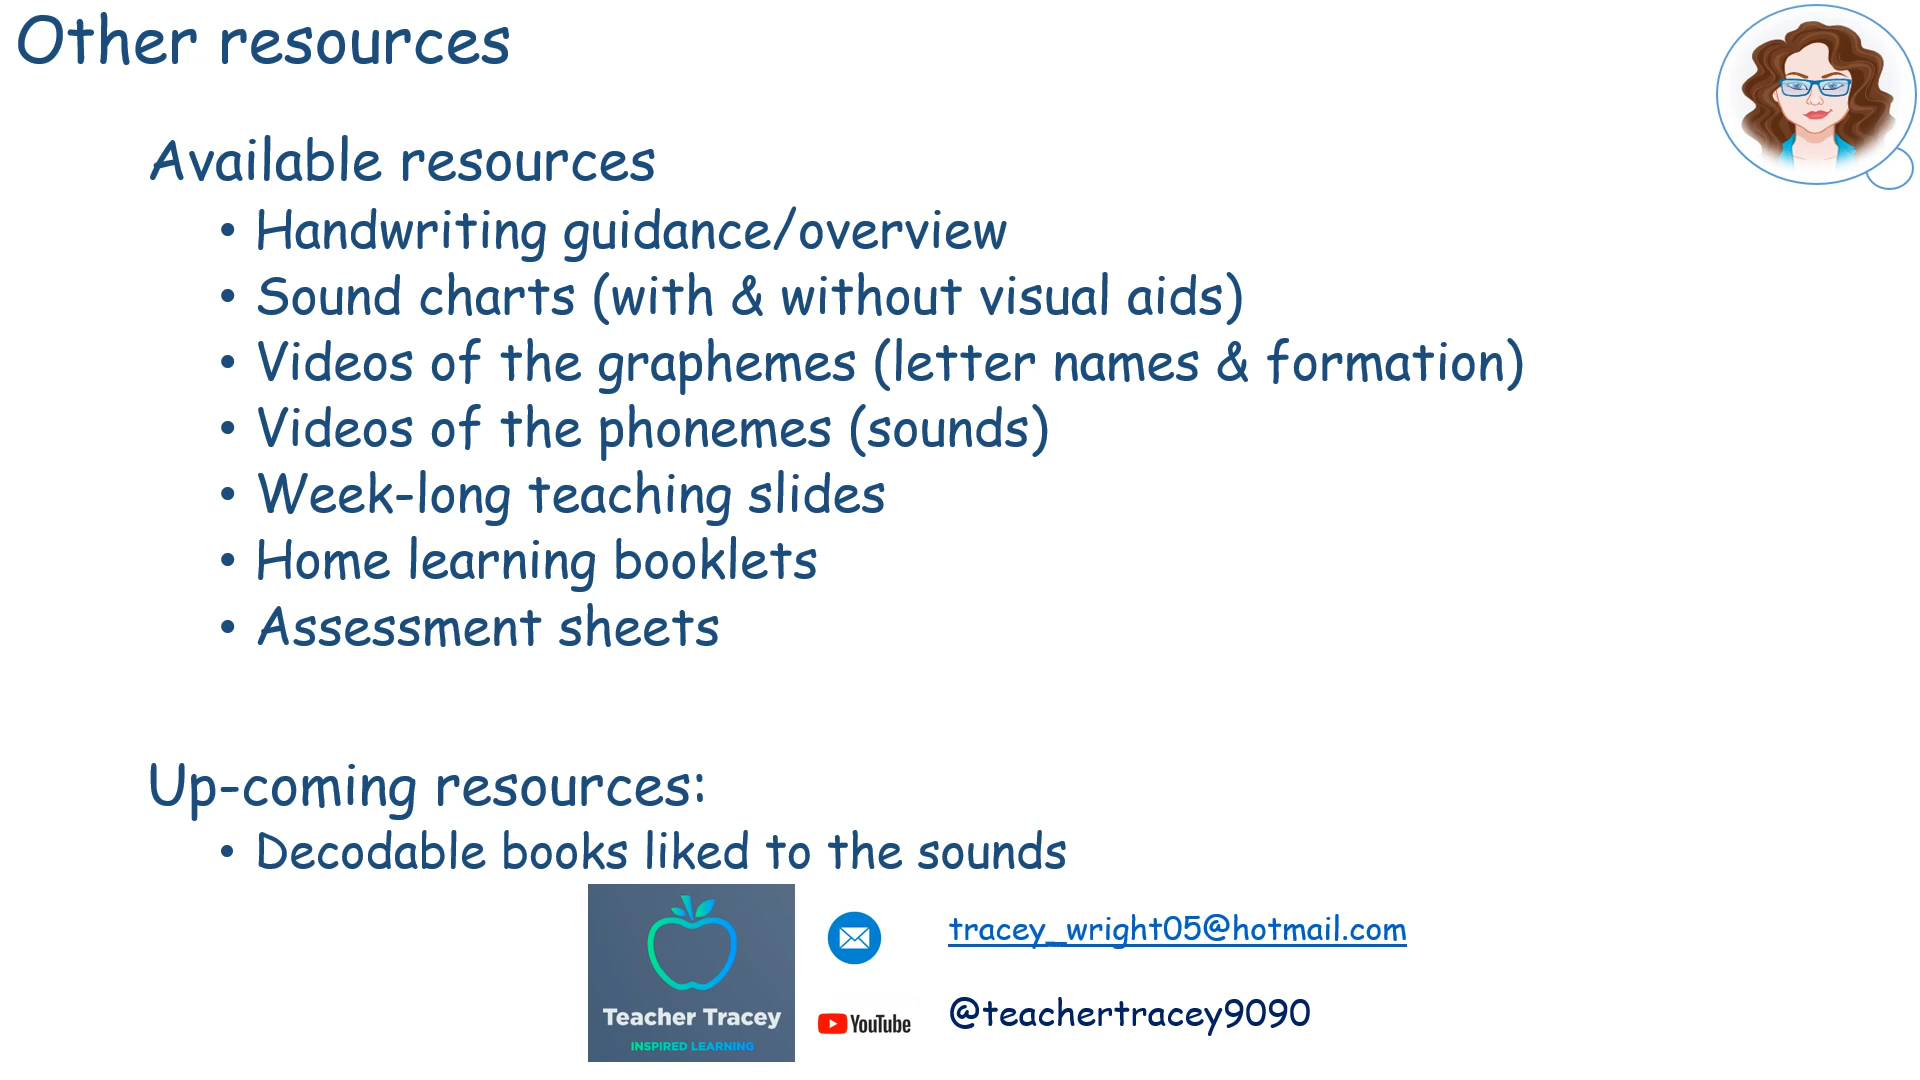 Other resources
Available resources
• Handwriting guidance/overview
• Sound charts (with & without visual aids)
• Videos of the graphemes (letter names & formation)
• Videos of the phonemes (sounds)
• Week-long teaching slides
• Home learning booklets
• Assessment sheets
Up-coming resources:
• Decodable books liked to the sounds
tracey_wright05@hotmail.com
Teacher Tracey
INSPIRED LEARNING
YouTube
@teachertracey9090